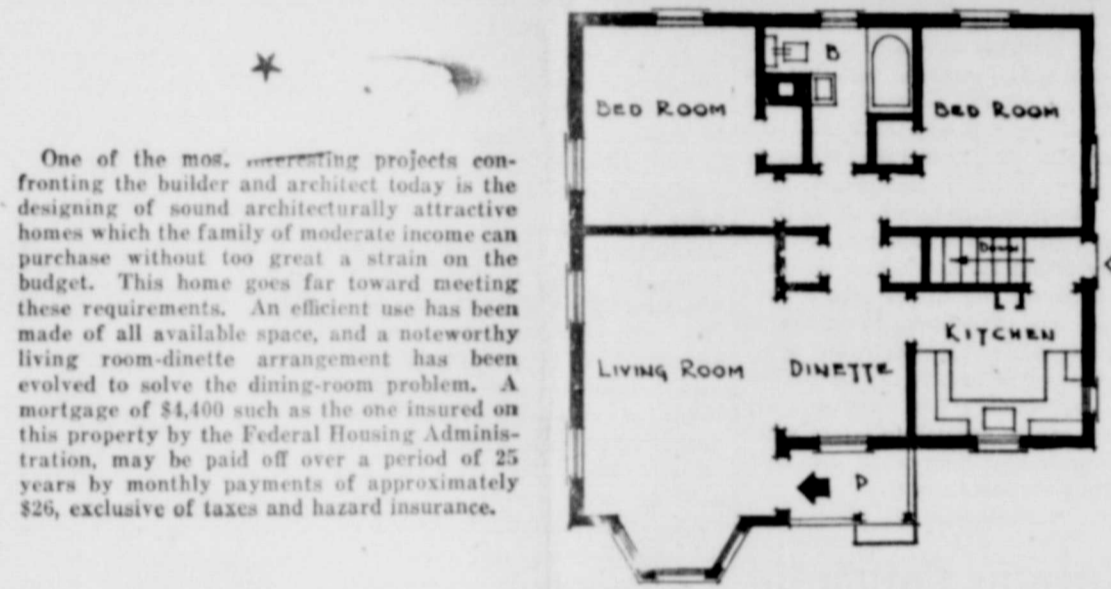 One of the mos. interesting projects con-
fronting the builder and architect today is the
designing of sound architecturally attractive
homes which the family of moderate income can
purchase without too great a strain on the
budget. This home goes far toward meeting
these requirements. An efficient use has been
made of all available space, and a noteworthy
living room-dinette arrangement has been
evolved to solve the dining-room problem. A
mortgage of $4,400 such as the one insured on
this property by the Federal Housing Adminis-
tration, may be paid off over a period of 25
years by monthly payments of approximately
$26, exclusive of taxes and hazard insurance.
B
BED ROOM
BED ROOM
DOWN
KITCHEN
LIVING ROOM
DINETTE
P